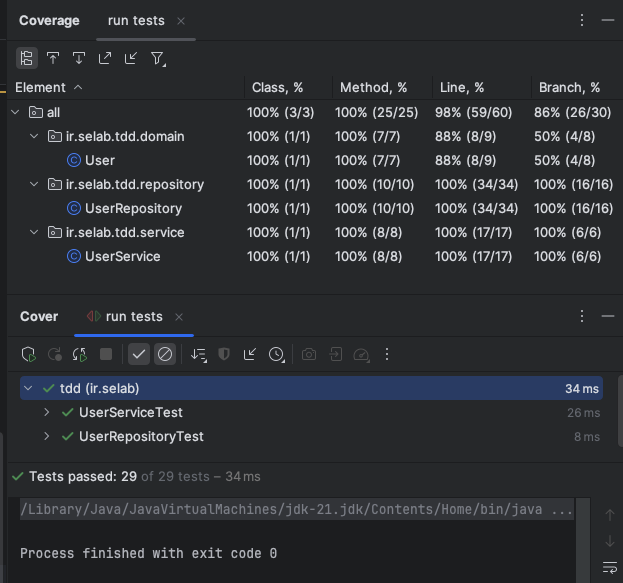 Coverage run tests
Element Class, % Method, % Line, % Branch, %
all 100% (3/3) 100% (25/25) 98% (59/60) 86% (26/30)
ir.selab.tdd.domain 100% (1/1) 100% (7/7) 88% (8/9) 50% (4/8)
User 100% (1/1) 100% (7/7) 88% (8/9) 50% (4/8)
ir.selab.tdd.repository 100% (1/1) 100% (10/10) 100% (34/34) 100% (16/16)
UserRepository 100% (1/1) 100% (10/10) 100% (34/34) 100% (16/16)
ir.selab.tdd.service 100% (1/1) 100% (8/8) 100% (17/17) 100% (6/6)
UserService 100% (1/1) 100% (8/8) 100% (17/17) 100% (6/6)
Cover run tests
tdd (ir.selab) 34 ms
UserServiceTest 26 ms
UserRepositoryTest 8 ms
Tests passed: 29 of 29 tests – 34 ms
/Library/Java/JavaVirtualMachines/jdk-21.jdk/Contents/Home/bin/java ...
Process finished with exit code 0